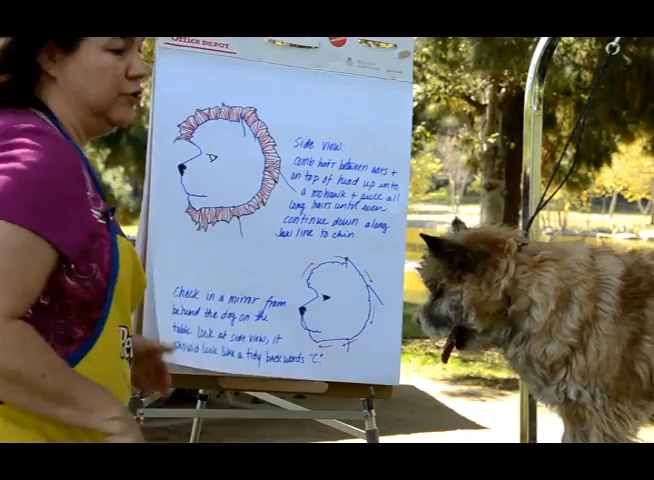 Office DEPOT
Side view:
comb hair between ears +
on top of head up into
a mohawk + pull all
long hairs until even
continue down along
Jaw line to chin.
Check in a mirror from
behind the dog on the
table look at side view, it
should look like a tidy backwords "C".